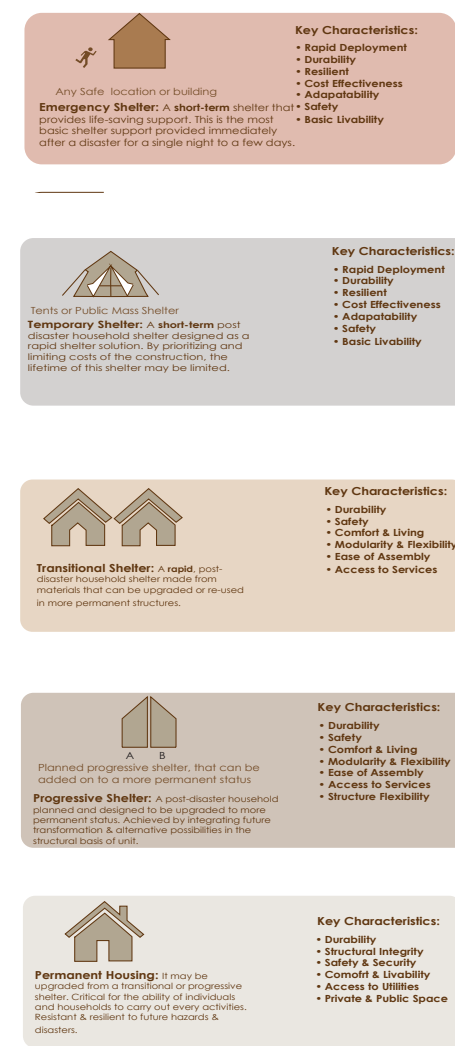 Any Safe location or building
Emergency Shelter: A short-term shelter that
provides life-saving support. This is the most
basic shelter support provided immediately
after a disaster for a single night to a few days.
Key Characteristics:
• Rapid Deployment
• Durability
• Resilient
• Cost Effectiveness
• Adapatability
• Safety
• Basic Livability
Tents or Public Mass Shelter
Temporary Shelter: A short-term post
disaster household shelter designed as a
rapid shelter solution. By prioritizing and
limiting costs of the construction, the
lifetime of this shelter may be limited.
Key Characteristics:
• Rapid Deployment
• Durability
• Resilient
• Cost Effectiveness
• Adapatability
• Safety
• Basic Livability
Transitional Shelter: A rapid, post-
disaster household shelter made from
materials that can be upgraded or re-used
in more permanent structures.
Key Characteristics:
• Durability
• Safety
• Comfort & Living
• Modularity & Flexibility
• Ease of Assembly
• Access to Services
A B
Planned progressive shelter, that can be
added on to a more permanent status
Progressive Shelter: A post-disaster household
planned and designed to be upgraded to more
permanent status. Achieved by integrating future
transformation & alternative possibilities in the
structural basis of unit.
Key Characteristics:
• Durability
• Safety
• Comfort & Living
• Modularity & Flexibility
• Ease of Assembly
• Access to Services
• Structure Flexibility
Permanent Housing: It may be
upgraded from a transitional or progressive
shelter. Critical for the ability of individuals
and households to carry out every activities.
Resistant & resilient to future hazards &
disasters.
Key Characteristics:
• Durability
• Structural Integrity
• Safety & Security
• Comofrt & Livability
• Access to Utilities
• Private & Public Space